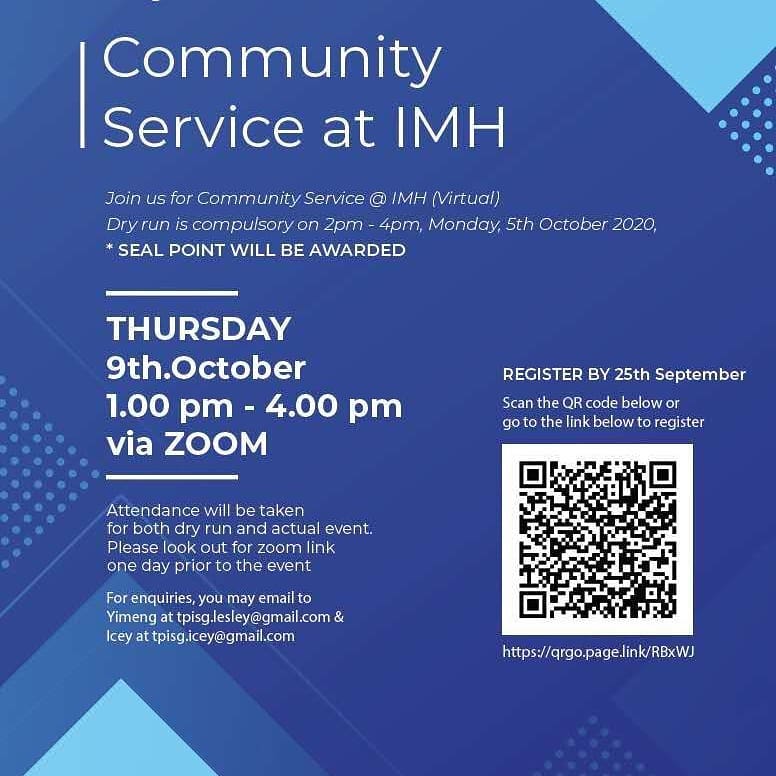 Community
Service at IMH
Join us for Community Service @ IMH (Virtual)
Dry run is compulsory on 2pm - 4pm, Monday, 5th October 2020,
* SEAL POINT WILL BE AWARDED
THURSDAY
9th.October
1.00 pm - 4.00 pm
via ZOOM
Attendance will be taken
for both dry run and actual event.
Please look out for zoom link
one day prior to the event
For enquiries, you may email to
Yimeng at tpisg.lesley@gmail.com &
Icey at tpisg.icey@gmail.com
REGISTER BY 25th September
Scan the QR code below or
go to the link below to register
https://qrgo.page.link/RBxWJ